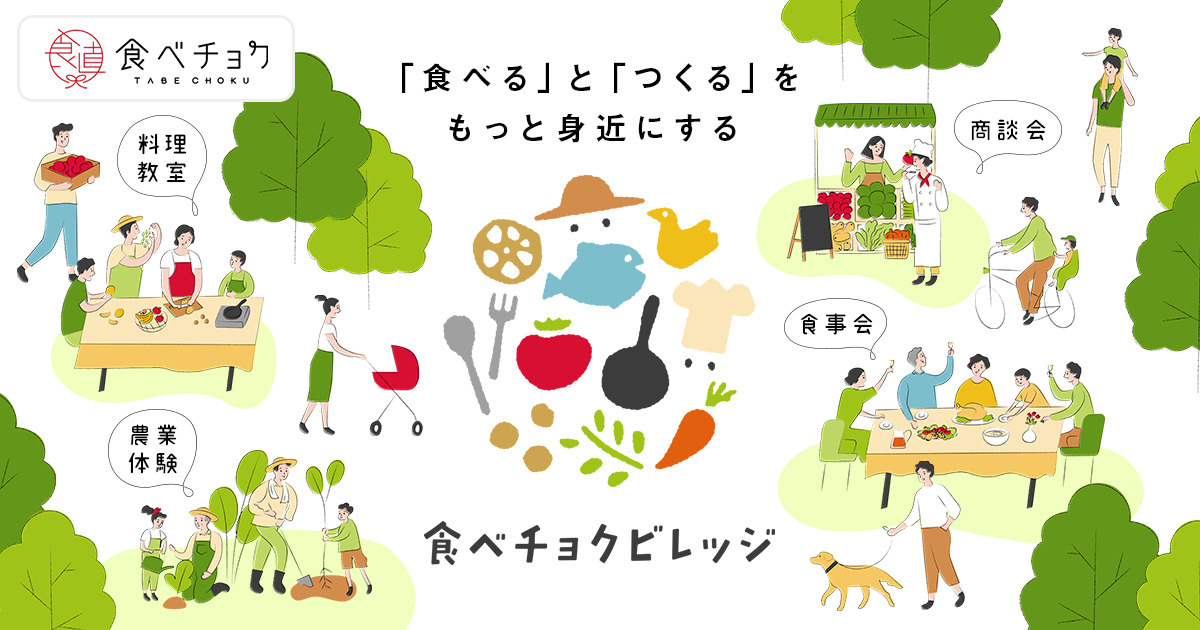 食べチョク
TABE CHOKU
「食べる」と「つくる」を
もっと身近にする
料理
教室
商談会
食事会
農業
体験
食べチョクビレッジ